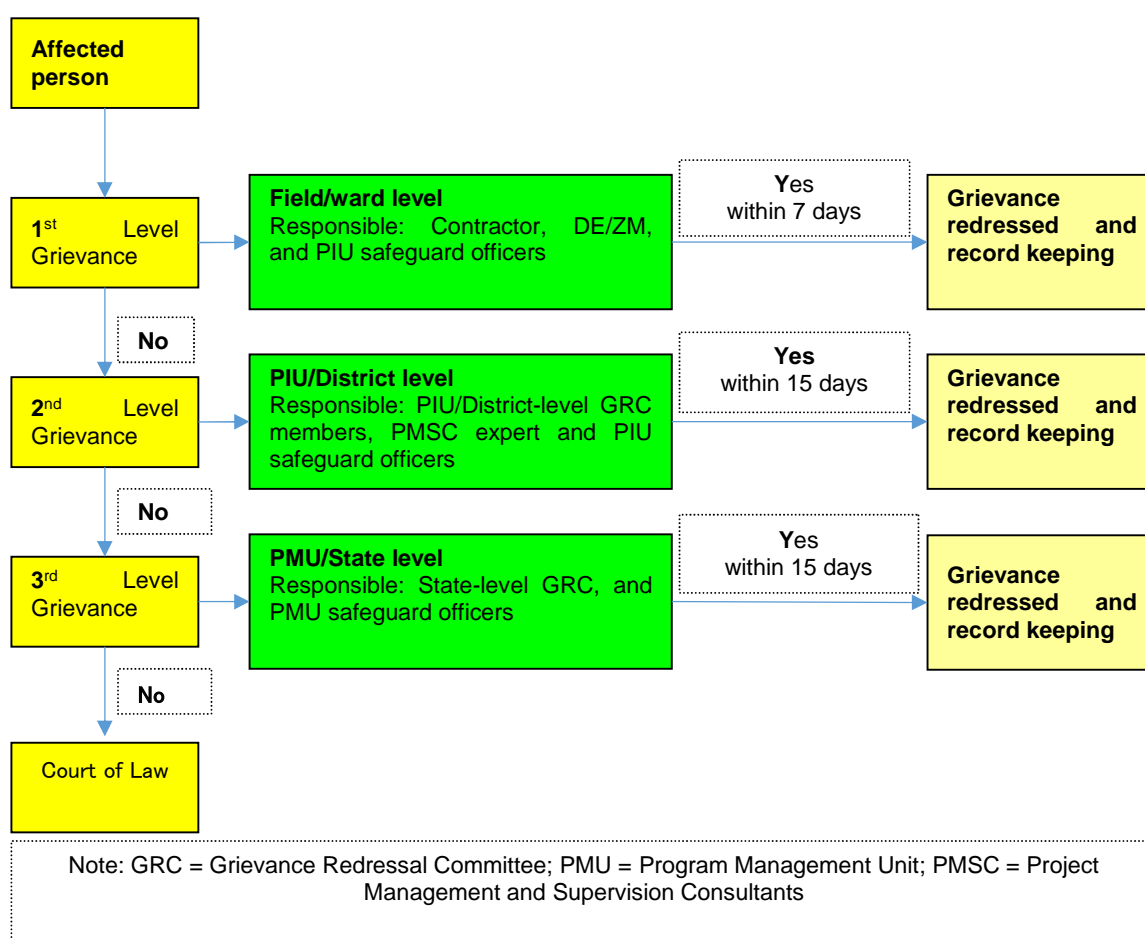 Affected
person
1st Level
Grievance
Field/ward level
Responsible: Contractor, DE/ZM,
and PIU safeguard officers
Yes
within 7 days
Grievance
redressed and
record keeping
No
2nd Level
Grievance
PIU/District level
Responsible: PIU/District-level GRC
members, PMSC expert and PIU
safeguard officers
Yes
within 15 days
Grievance
redressed and
record keeping
No
3rd Level
Grievance
PMU/State level
Responsible: State-level GRC, and
PMU safeguard officers
Yes
within 15 days
Grievance
redressed and
record keeping
No
Court of Law
Note: GRC = Grievance Redressal Committee; PMU = Program Management Unit; PMSC = Project
Management and Supervision Consultants